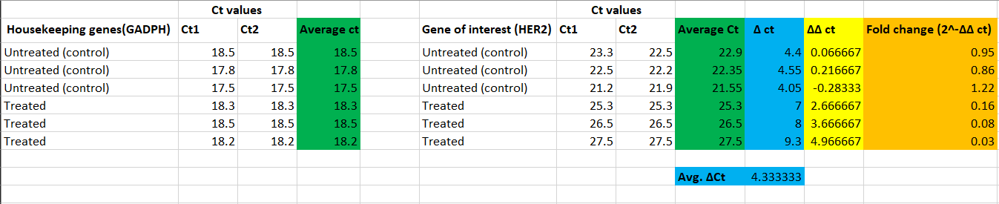 Ct values Ct values
Housekeeping genes(GADPH) Ct1 Ct2 Average ct Gene of interest (HER2) Ct1 Ct2 Average Ct Δ ct ΔΔ ct Fold change (2^-ΔΔ ct)
Untreated (control) 18.5 18.5 18.5 Untreated (control) 23.3 22.5 22.9 4.4 0.066667 0.95
Untreated (control) 17.8 17.8 17.8 Untreated (control) 22.5 22.2 22.35 4.55 0.216667 0.86
Untreated (control) 17.5 17.5 17.5 Untreated (control) 21.2 21.9 21.55 4.05 -0.28333 1.22
Treated 18.3 18.3 18.3 Treated 25.3 25.3 25.3 7 2.666667 0.16
Treated 18.5 18.5 18.5 Treated 26.5 26.5 26.5 8 3.666667 0.08
Treated 18.2 18.2 18.2 Treated 27.5 27.5 27.5 9.3 4.966667 0.03
Avg. ΔCt 4.333333